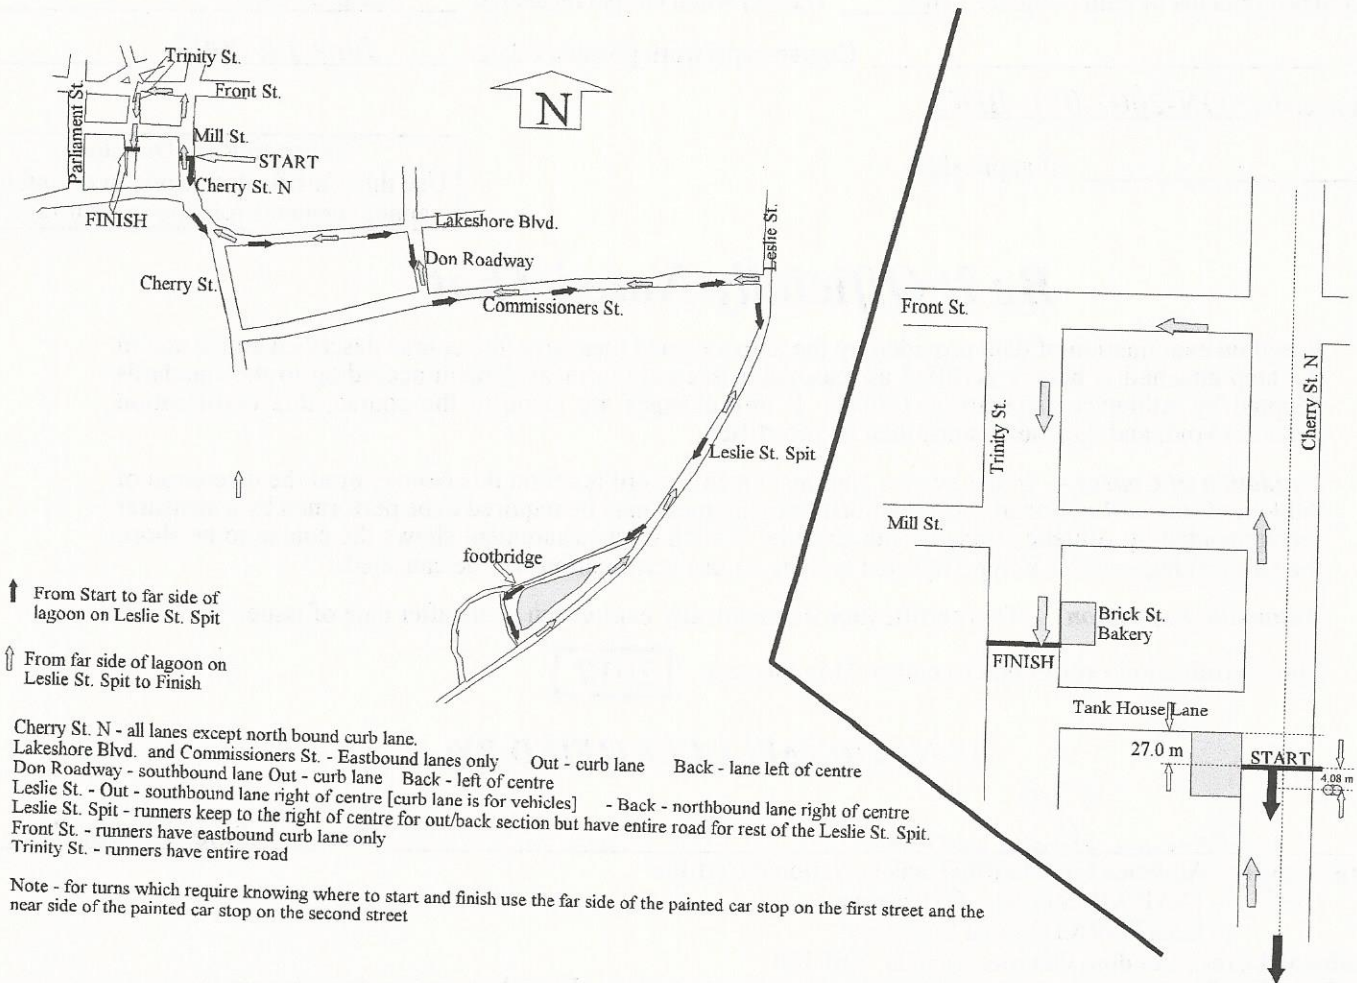 Trinity St.
Front St.
Parliament St.
Mill St.
START
Cherry St. N
FINISH
N
Lakeshore Blvd.
Leslie St.
Don Roadway
Cherry St.
Commissioners St.
Leslie St. Spit
footbridge
From Start to far side of
lagoon on Leslie St. Spit
From far side of lagoon on
Leslie St. Spit to Finish
Front St.
Trinity St.
Cherry St. N
Mill St.
Brick St.
Bakery
FINISH
Tank House Lane
27.0 m
START
4.08 m
Cherry St. N - all lanes except north bound curb lane.
Lakeshore Blvd. and Commissioners St. - Eastbound lanes only Out - curb lane Back - lane left of centre
Don Roadway - southbound lane Out - curb lane Back - left of centre
Leslie St. - Out - southbound lane right of centre [curb lane is for vehicles] - Back - northbound lane right of centre
Leslie St. Spit - runners keep to the right of centre for out/back section but have entire road for rest of the Leslie St. Spit.
Front St. - runners have eastbound curb lane only
Trinity St. - runners have entire road
Note - for turns which require knowing where to start and finish use the far side of the painted car stop on the first street and the
near side of the painted car stop on the second street